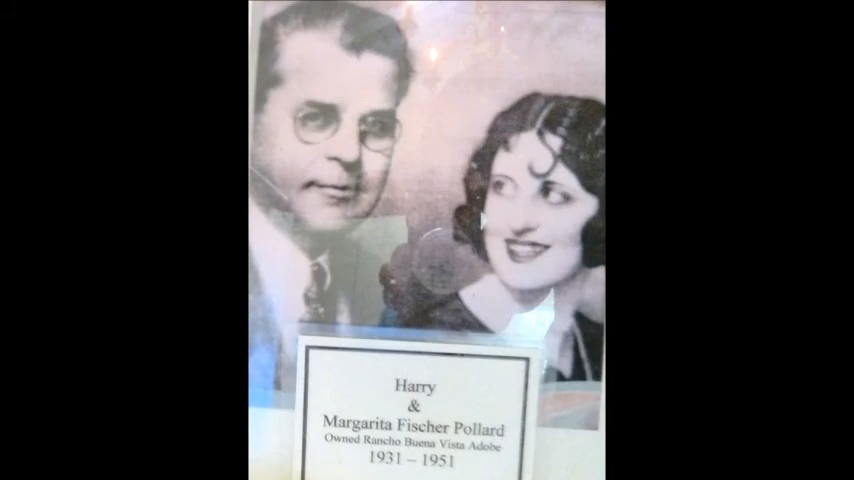 Harry
&
Margarita Fischer Pollard
Owned Rancho Buena Vista Adobe
1931 – 1951